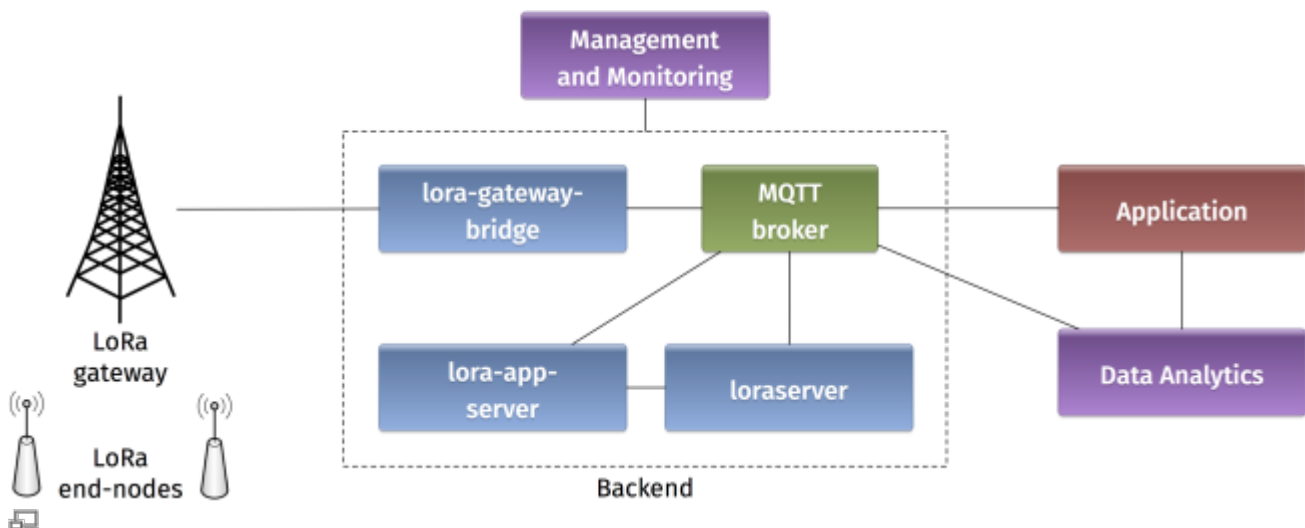 Management
and Monitoring
lora-gateway-
bridge
MQTT
broker
Application
LoRa
gateway
lora-app-
server
loraserver
Data Analytics
LoRa
end-nodes
Backend